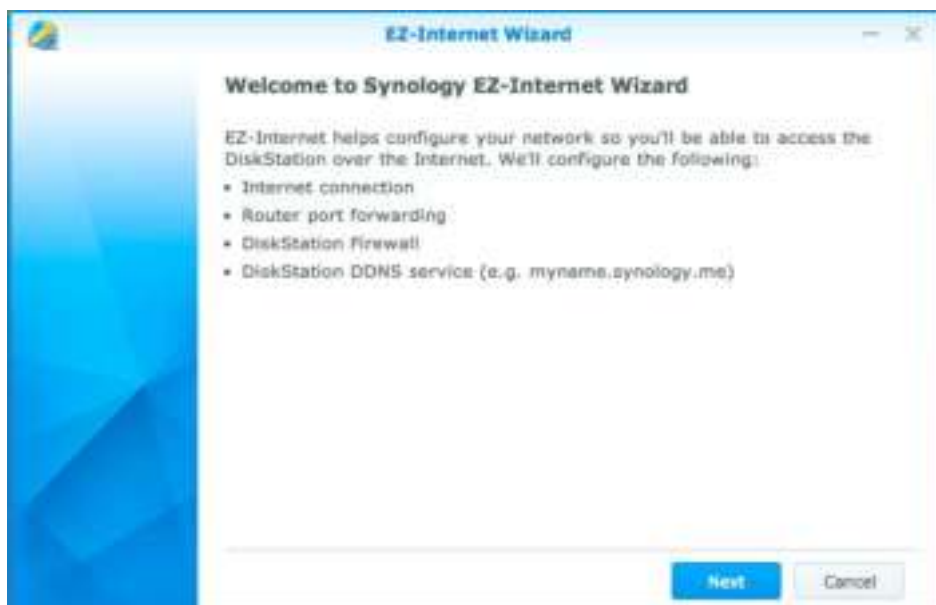 EZ-Internet Wizard
Welcome to Synology EZ-Internet Wizard
EZ-Internet helps configure your network so you'll be able to access the
DiskStation over the Internet. We'll configure the following:
• Internet connection
• Router port forwarding
• DiskStation Firewall
• DiskStation DDNS service (e.g. myname.synology.me)
Next Cancel